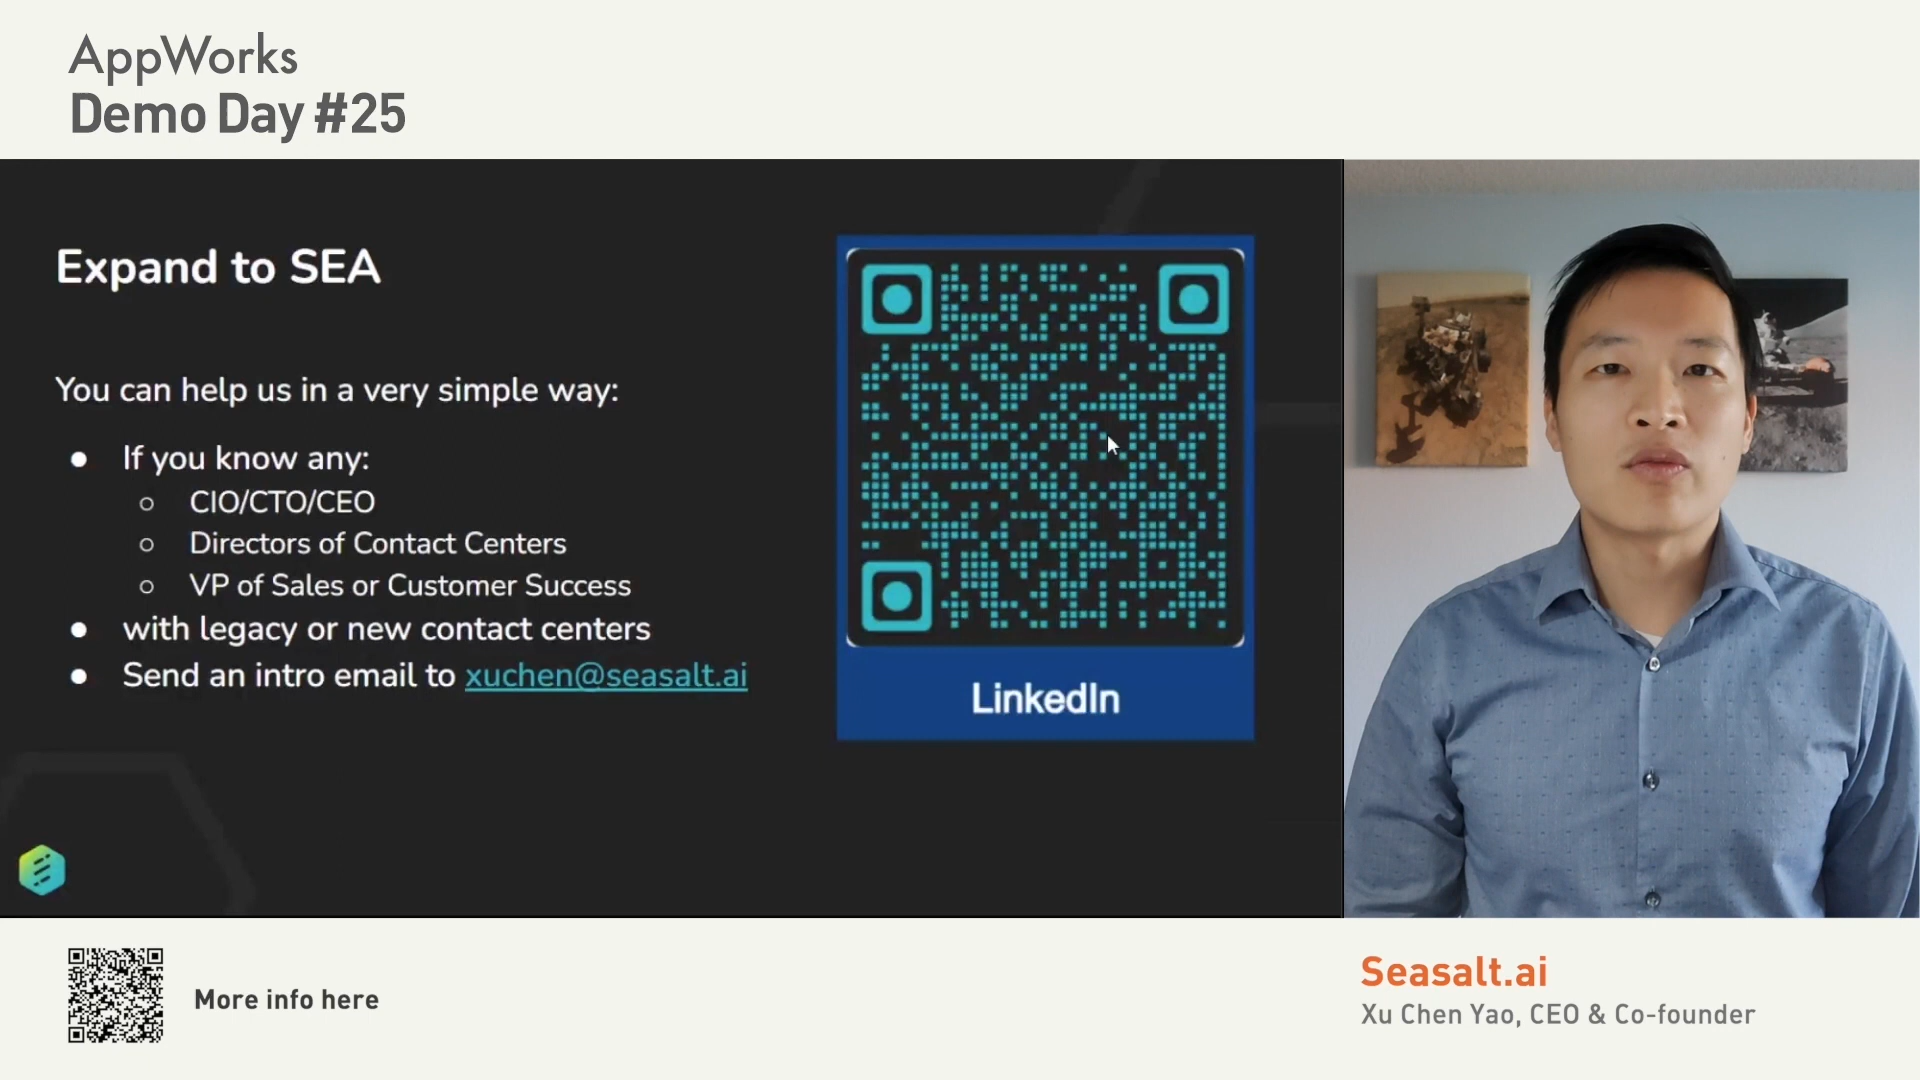 AppWorks
Demo Day #25
Expand to SEA
You can help us in a very simple way:
● If you know any:
○ CIO/CTO/CEO
○ Directors of Contact Centers
○ VP of Sales or Customer Success
● with legacy or new contact centers
● Send an intro email to xuchen@seasalt.ai
LinkedIn
More info here
Seasalt.ai
Xu Chen Yao, CEO & Co-founder